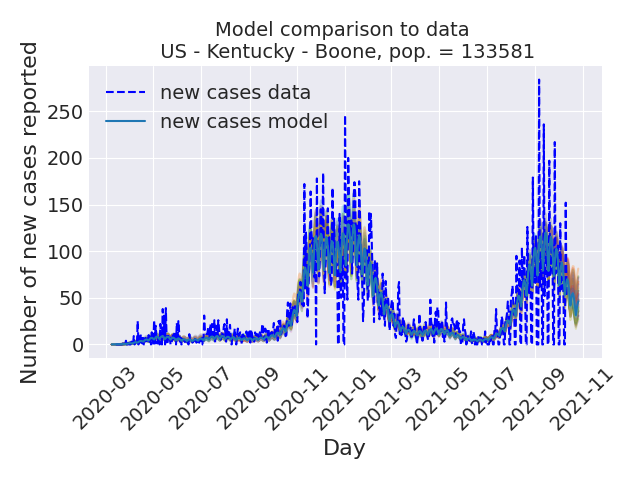 Model comparison to data
US - Kentucky - Boone, pop. = 133581
Number of new cases reported
new cases data
new cases model
250
200
150
100
50
0
2020-03
2020-05
2020-07
2020-09
2020-11
2021-01
2021-03
2021-05
2021-07
2021-09
2021-11
Day